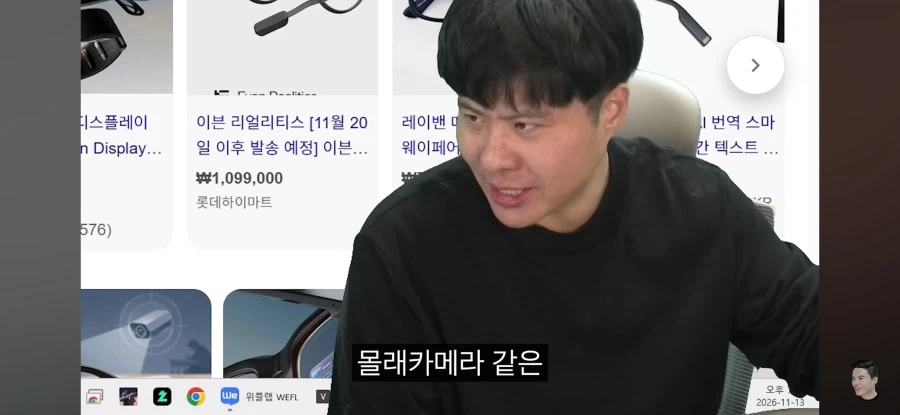 디스플레이
n Display...
576)
이븐 리얼리티스 [11월 20
일 이후 발송 예정] 이븐...
₩1,099,000
롯데하이마트
레이밴
웨이페어
AI 번역 스마
간 텍스트 ...
몰래카메라 같은
위플랩 WEFL
오후
2026-11-13